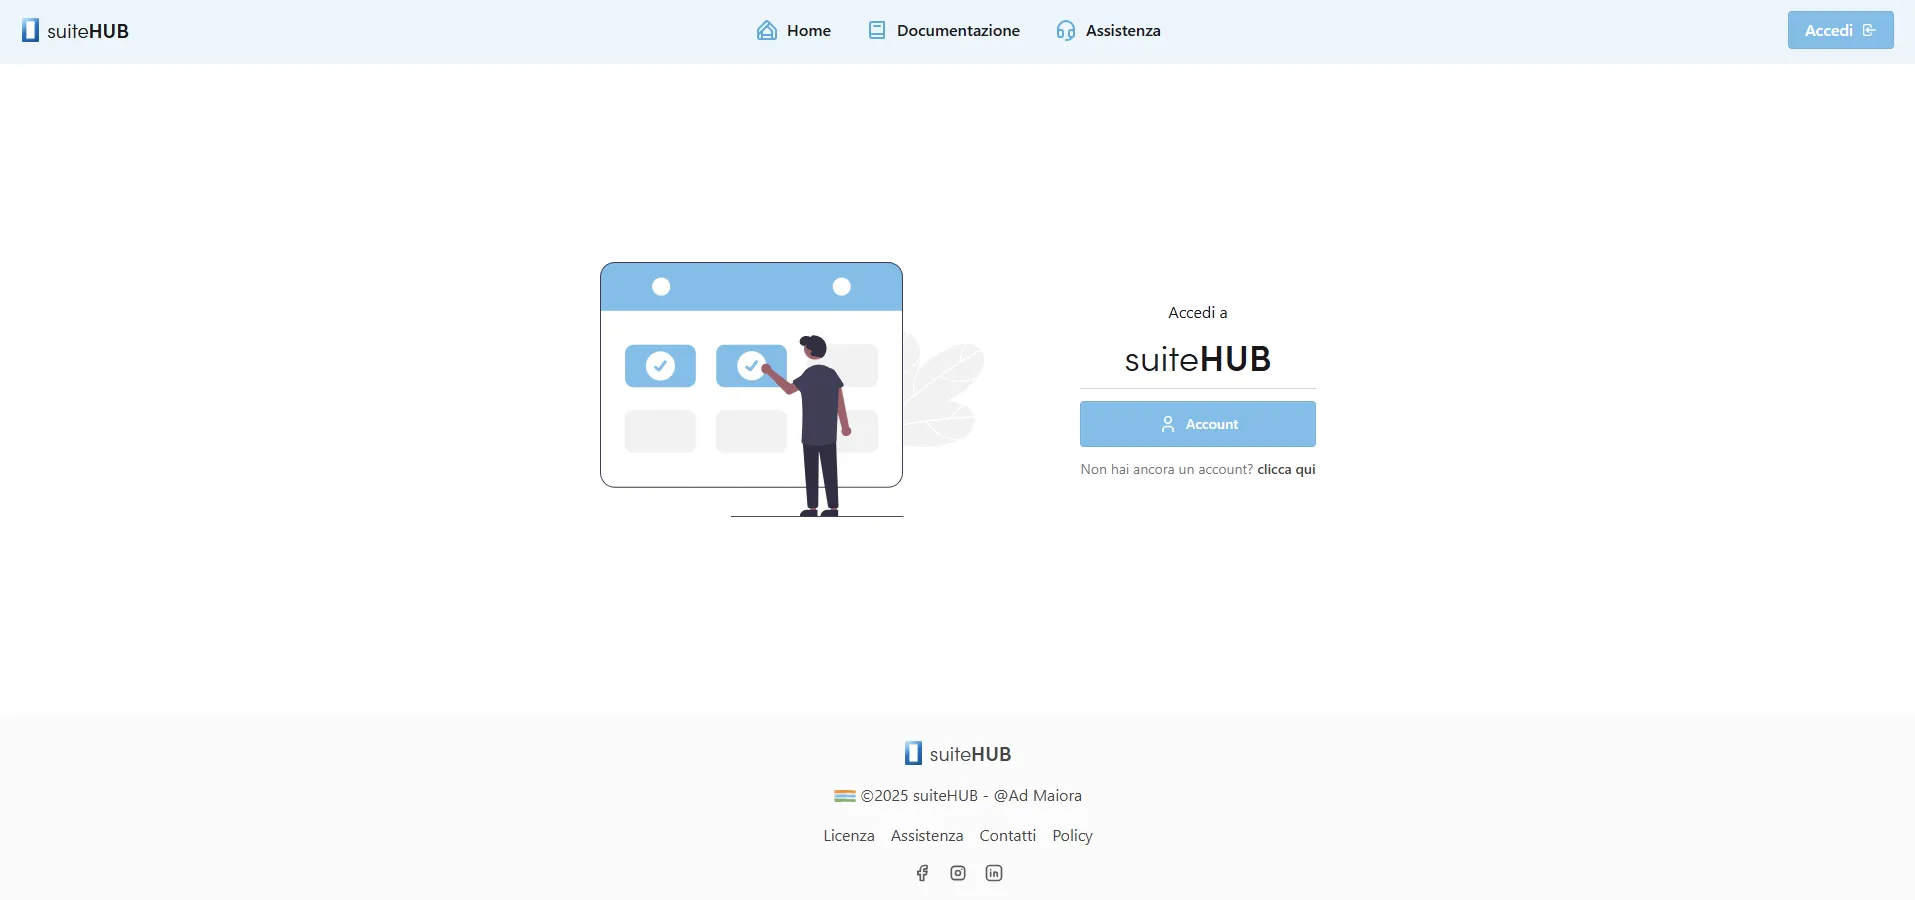 suiteHUB
Home
Documentazione
Assistenza
Accedi
Accedi a
suiteHUB
Account
Non hai ancora un account? clicca qui
suiteHUB
©2025 suiteHUB - @Ad Maiora
Licenza Assistenza Contatti Policy